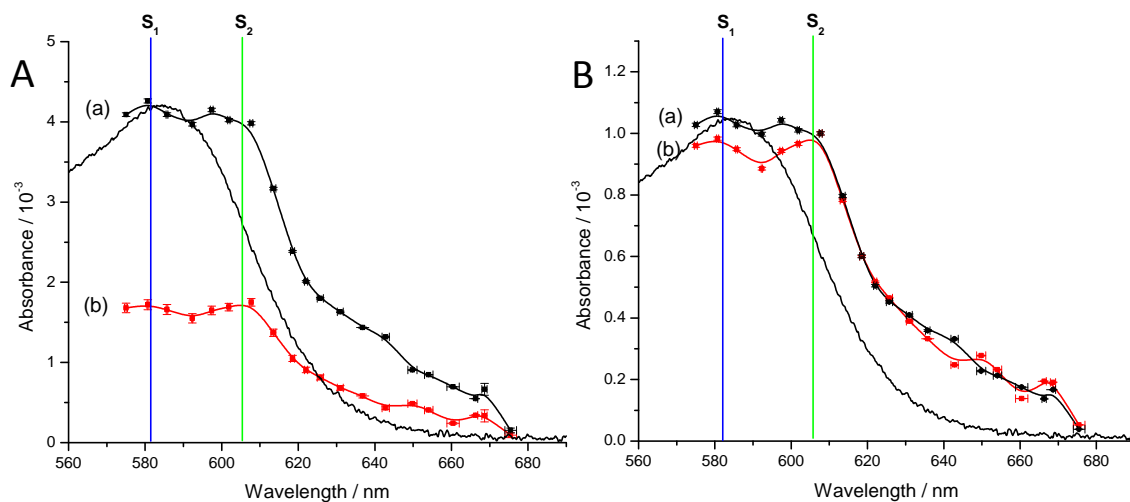 A
S1 S2
(a)
(b)
Absorbance / 10-3
5
4
3
2
1
0
560 580 600 620 640 660 680
Wavelength / nm
B
S1 S2
(a)
(b)
Absorbance / 10-3
1.2
1.0
0.8
0.6
0.4
0.2
0.0
560 580 600 620 640 660 680
Wavelength / nm